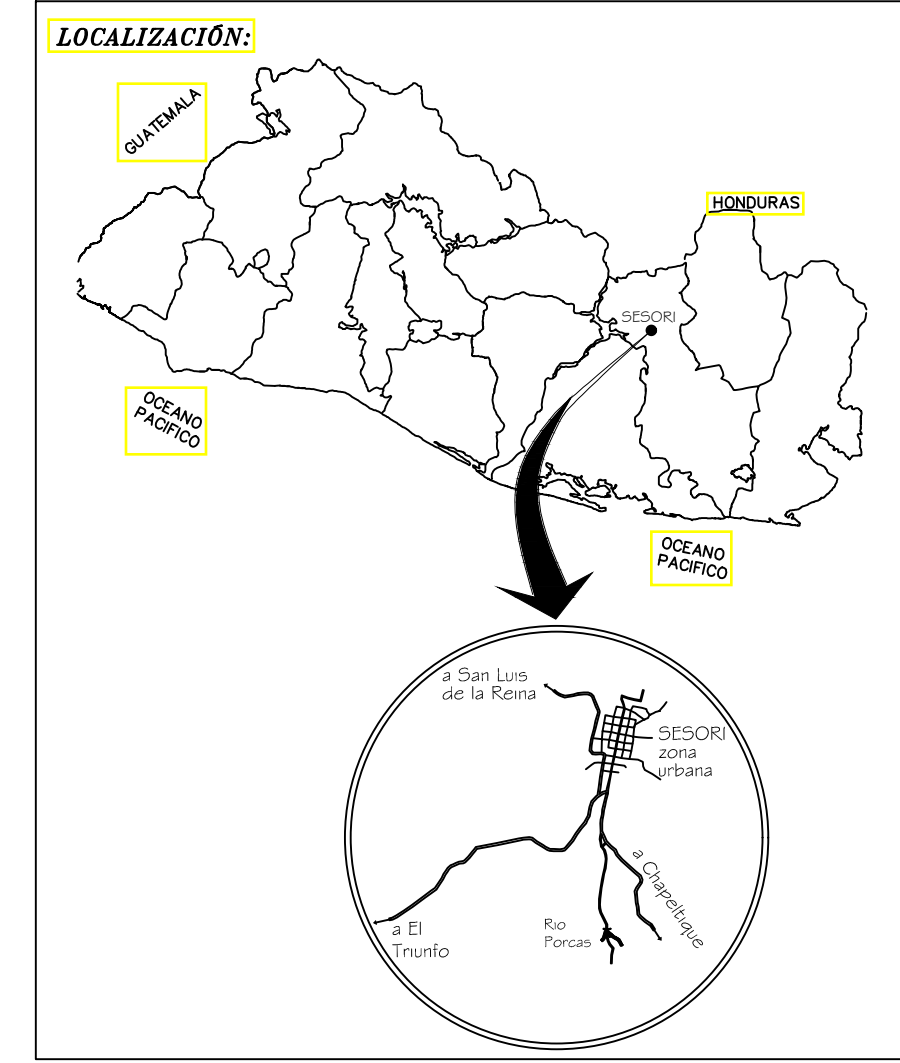 LOCALIZACIÓN:
GUATEMALA
HONDURAS
SESORI
OCEANO
PACIFICO
OCEANO
PACIFICO
a San Luis
de la Reina
SESORI
zona
urbana
a Chapeltique
a El
Triunfo
Rio
Porcas